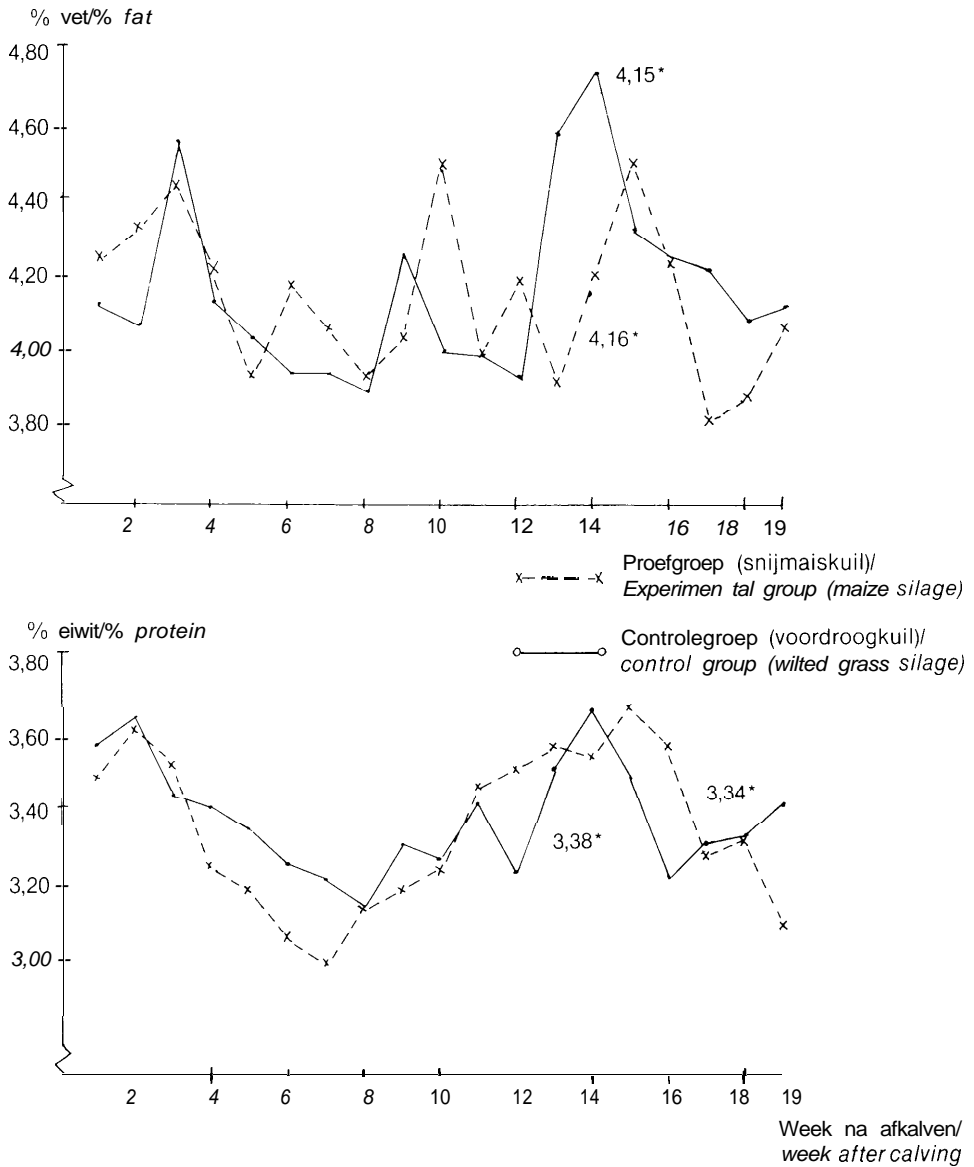 % vet/% fat
4,80
4,60
4,40
4,20
4,00
3,80
4,15*
4,16*
2 4 6 8 10 12 14 16 18 19
x-----x Proefgroep (snijmaiskuil)/
Experimen tal group (maize silage)
Controlegroep (voordroogkuil)/
control group (wilted grass silage)
% eiwit/% protein
3,80
3,60
3,40
3,20
3,00
3,38*
3,34*
2 4 6 8 10 12 14 16 18 19
Week na afkalven/
week after calving